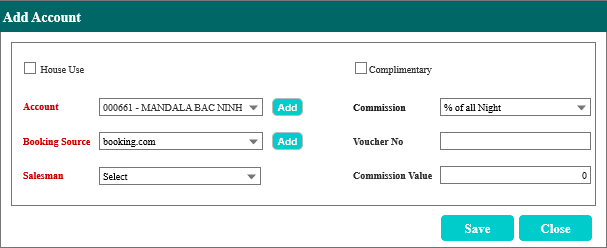 Add Account
House Use
Complimentary
Account 000661 - MANDALA BAC NINH Add Commission % of all Night
Booking Source booking.com Add Voucher No
Salesman Select Commission Value 0
Save Close